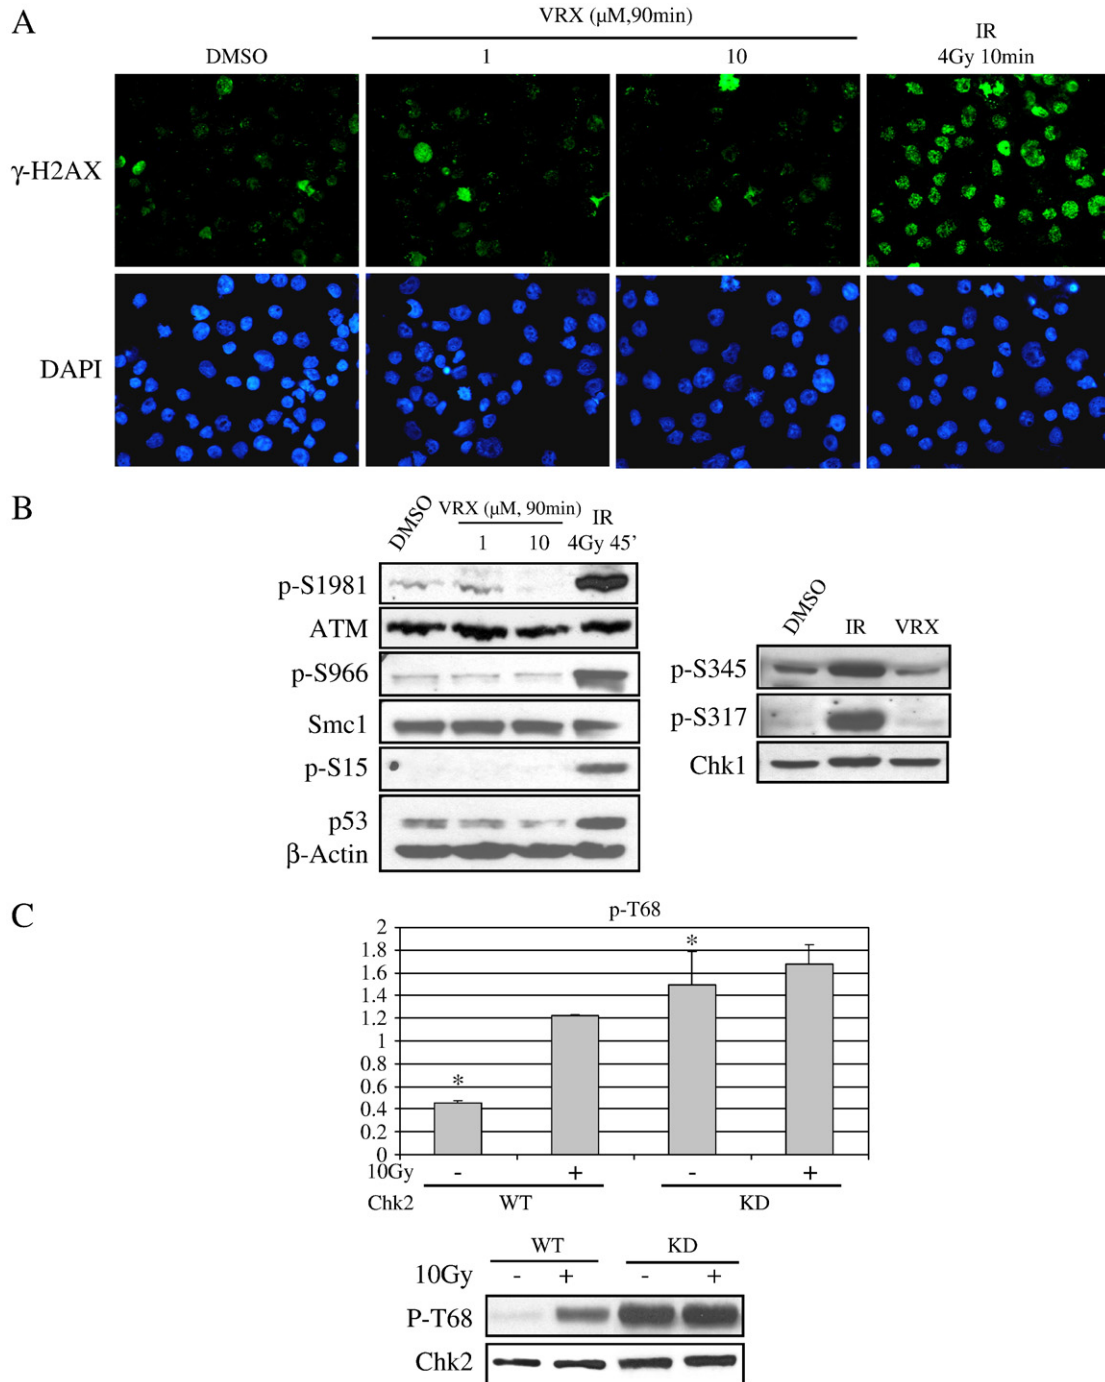 A
VRX (μM,90min)
IR
DMSO 1 10 4Gy 10min
γ-H2AX
DAPI
B
DMSO
VRX (μM, 90min)
IR
1 10 4Gy 45’
p-S1981
ATM
p-S966
Smc1
p-S15
p53
β-Actin
DMSO IR VRX
p-S345
p-S317
Chk1
C
p-T68
2
1.8
1.6
1.4
1.2
1
0.8
0.6
0.4
0.2
0
* *
10Gy - + - +
Chk2 WT KD
WT KD
10Gy - + - +
P-T68
Chk2